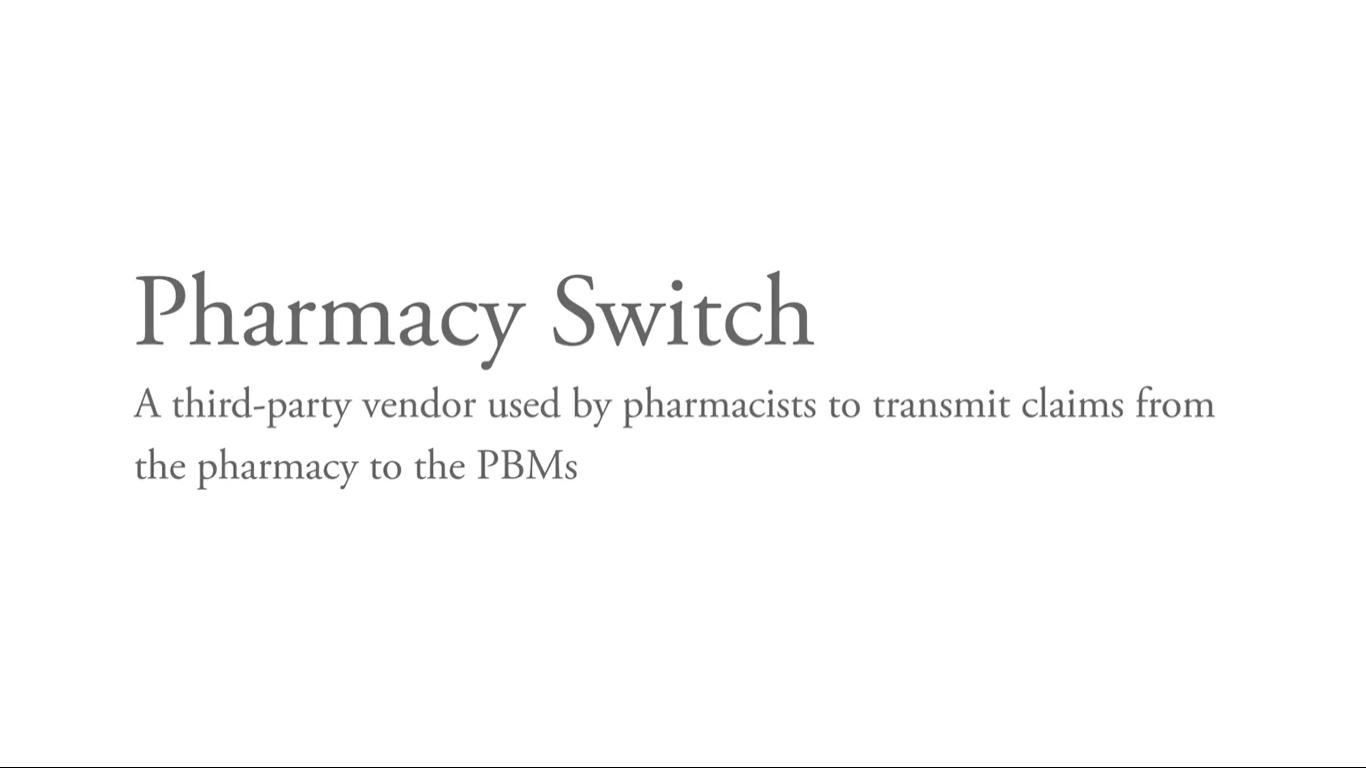 Pharmacy Switch
A third-party vendor used by pharmacists to transmit claims from
the pharmacy to the PBMs